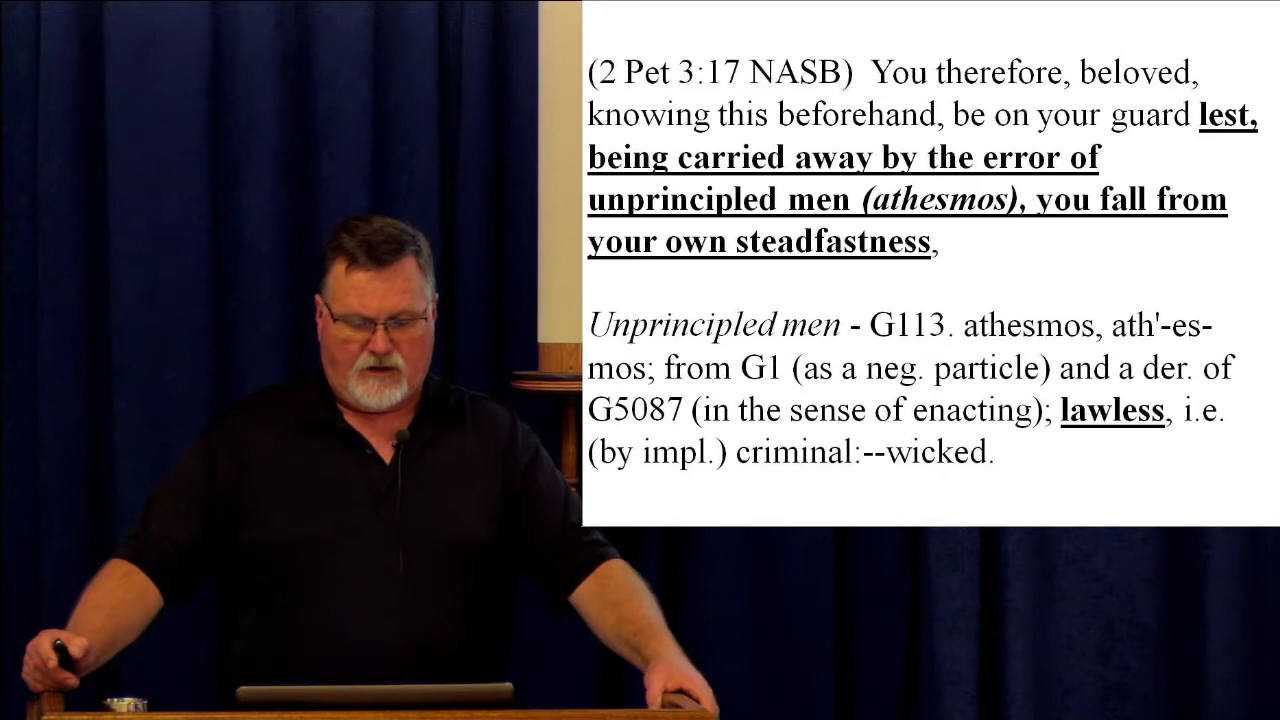 (2 Pet 3:17 NASB)  You therefore, beloved,
knowing this beforehand, be on your guard lest,
being carried away by the error of
unprincipled men (athesmos), you fall from
your own steadfastness,
Unprincipled men - G113. athesmos, ath'-es-
mos; from G1 (as a neg. particle) and a der. of
G5087 (in the sense of enacting); lawless, i.e.
(by impl.) criminal:--wicked.